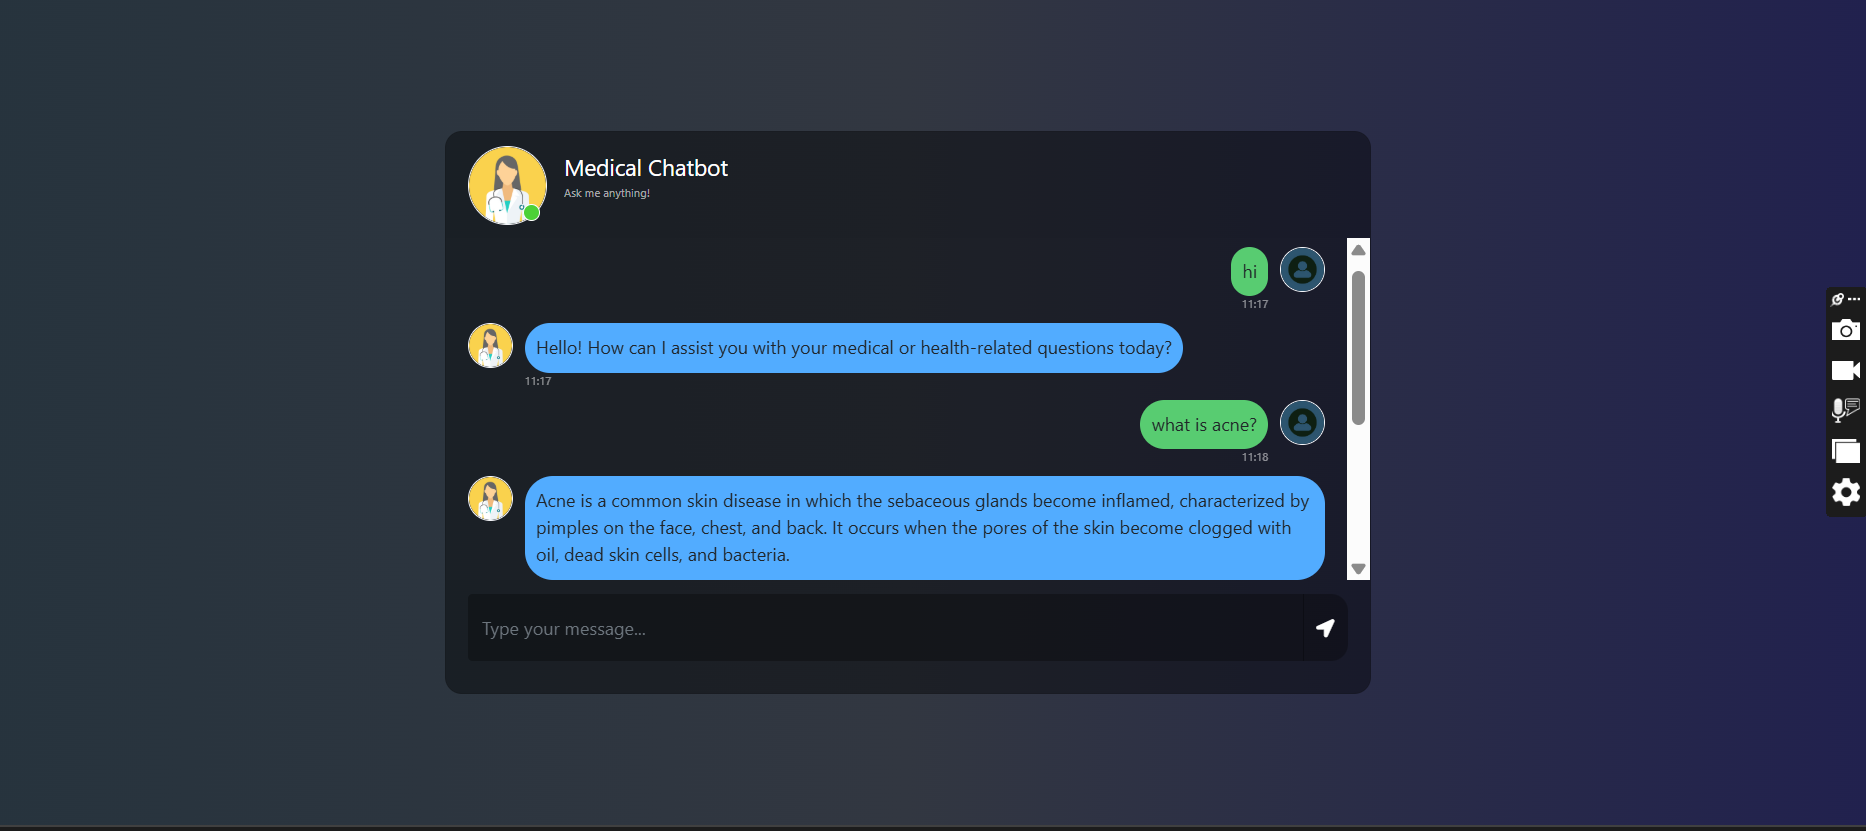 Medical Chatbot
Ask me anything!
hi
11:17
Hello! How can I assist you with your medical or health-related questions today?
11:17
what is acne?
11:18
Acne is a common skin disease in which the sebaceous glands become inflamed, characterized by
pimples on the face, chest, and back. It occurs when the pores of the skin become clogged with
oil, dead skin cells, and bacteria.
Type your message...